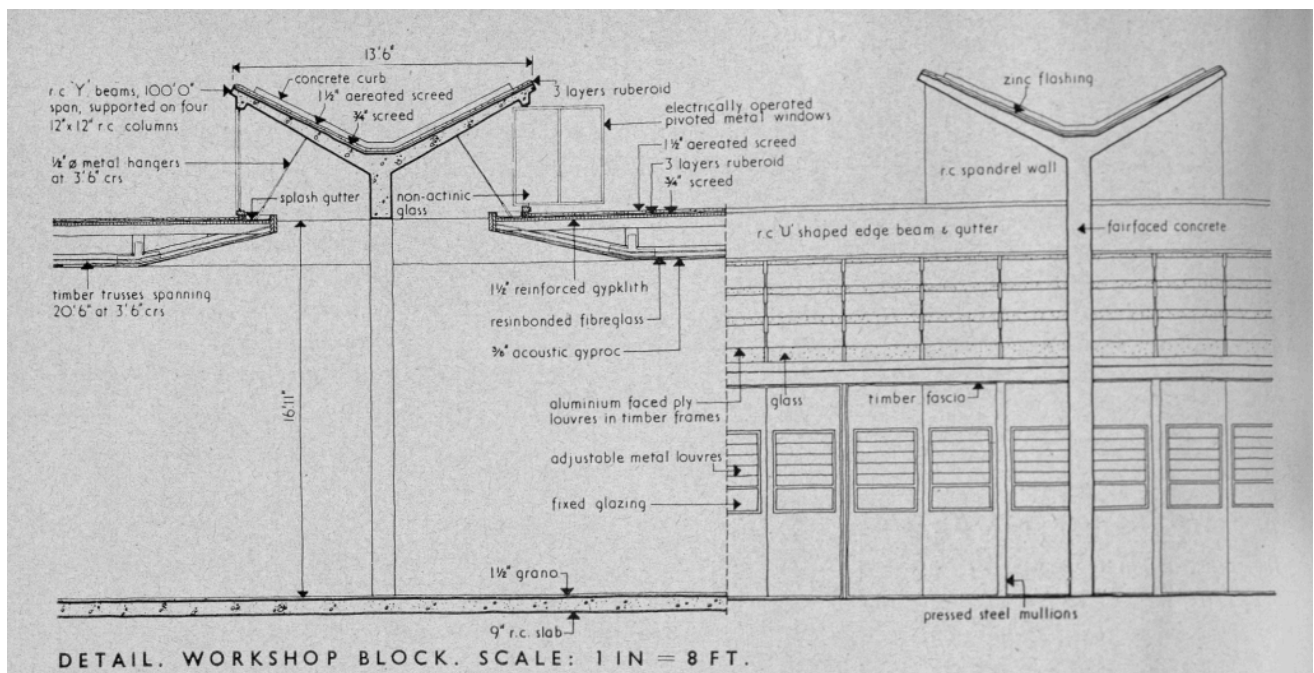 13'6"
concrete curb
1½" aereated screed
¾" screed
r.c 'Y' beams, 100'0"
span, supported on four
12" x 12" r.c columns
3 layers ruberoid
electrically operated
pivoted metal windows
1½" aereated screed
3 layers ruberoid
¾" screed
½" ø metal hangers
at 3'6" crs
splash gutter
non-actinic
glass
timber trusses spanning
20'6" at 3'6" crs
1½" reinforced gypklith
resinbonded fibreglass
⅜" acoustic gyproc
16'11"
zinc flashing
r.c spandrel wall
r.c 'U' shaped edge beam & gutter
fairfaced concrete
aluminium faced ply
louvres in timber frames
glass
timber fascia
adjustable metal louvres
fixed glazing
1½" grano
9" r.c. slab
pressed steel mullions
DETAIL. WORKSHOP BLOCK. SCALE: 1 IN = 8 FT.